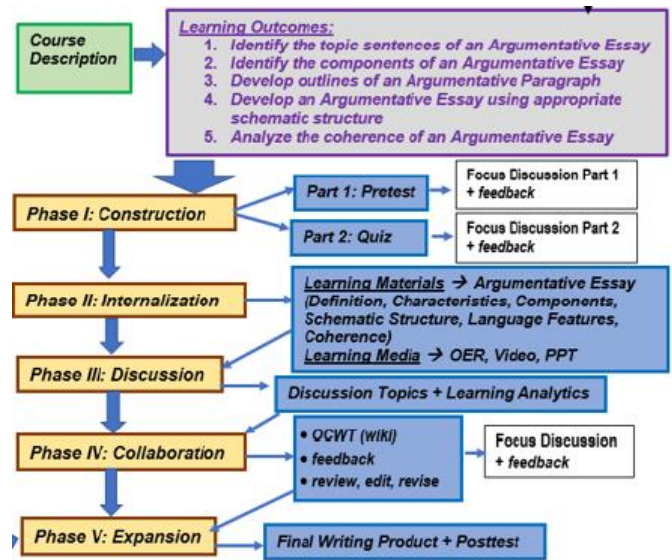 Course
Description
Learning Outcomes:
1. Identify the topic sentences of an Argumentative Essay
2. Identify the components of an Argumentative Essay
3. Develop outlines of an Argumentative Paragraph
4. Develop an Argumentative Essay using appropriate
schematic structure
5. Analyze the coherence of an Argumentative Essay
Phase I: Construction
Part 1: Pretest
Focus Discussion Part 1
+ feedback
Part 2: Quiz
Focus Discussion Part 2
+ feedback
Phase II: Internalization
Learning Materials → Argumentative Essay
(Definition, Characteristics, Components,
Schematic Structure, Language Features,
Coherence)
Learning Media → OER, Video, PPT
Phase III: Discussion
Discussion Topics + Learning Analytics
Phase IV: Collaboration
• OCWT (wiki)
• feedback
• review, edit, revise
Focus Discussion
+ feedback
Phase V: Expansion
Final Writing Product + Posttest